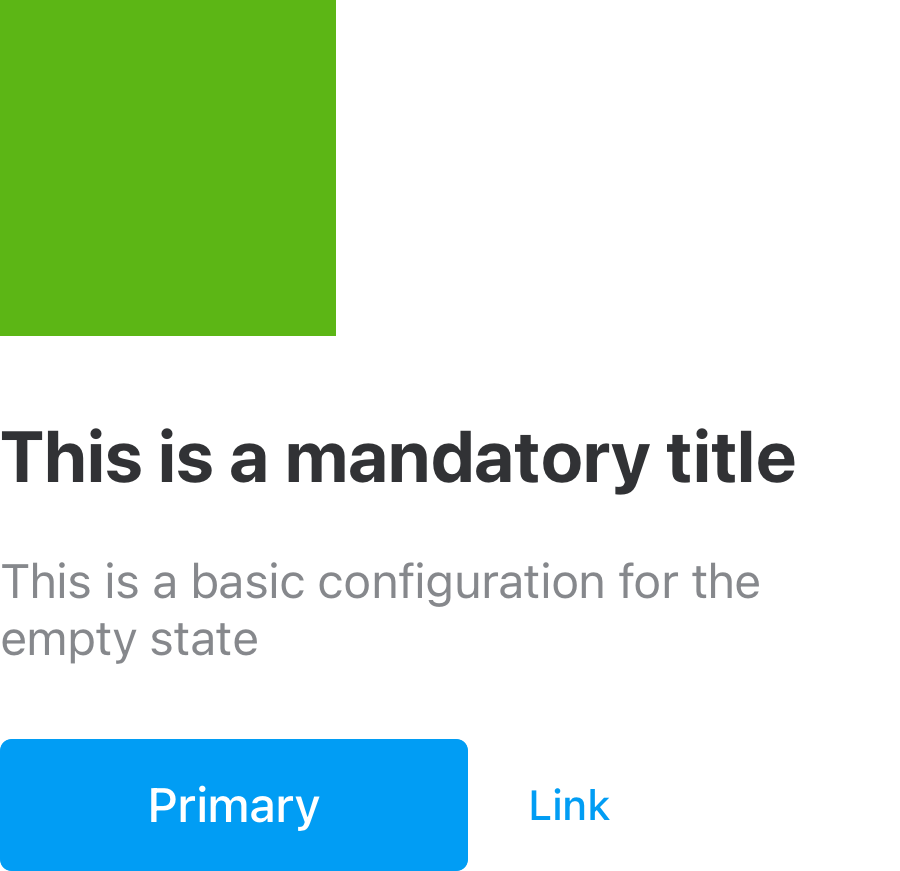 This is a mandatory title
This is a basic configuration for the
empty state
Primary
Link